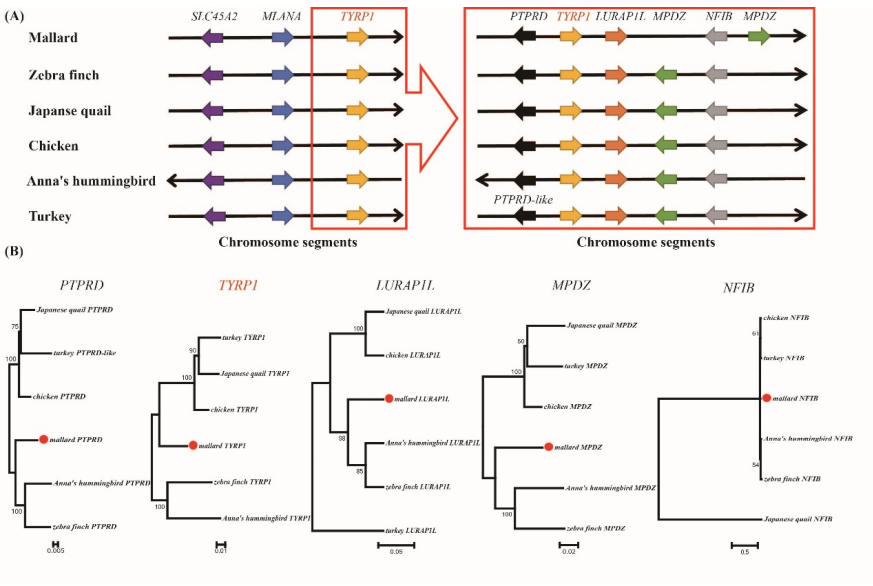 (A)
SLC45A2 MLANA TYRP1 PTPRD TYRP1 LURAP1L MPDZ NFIB MPDZ
Mallard
Zebra finch
Japanse quail
Chicken
Anna's hummingbird
PTPRD-like
Turkey
Chromosome segments Chromosome segments
(B)
PTPRD TYRP1 LURAP1L MPDZ NFIB
Japanese quail PTPRD
75
turkey PTPRD-like
100
chicken PTPRD
mallard PTPRD
Anna's hummingbird PTPRD
100
zebra finch PTPRD
0.005
turkey TYRP1
90
Japanese quail TYRP1
100
chicken TYRP1
mallard TYRP1
zebra finch TYRP1
100
Anna's hummingbird TYRP1
0.01
Japanese quail LURAP1L
100
chicken LURAP1L
mallard LURAP1L
98
Anna's hummingbird LURAP1L
85
zebra finch LURAP1L
turkey LURAP1L
0.05
Japanese quail MPDZ
50
turkey MPDZ
100
chicken MPDZ
mallard MPDZ
Anna's hummingbird MPDZ
100
zebra finch MPDZ
0.02
chicken NFIB
61
turkey NFIB
mallard NFIB
Anna's hummingbird NFIB
54
zebra finch NFIB
Japanese quail NFIB
0.5